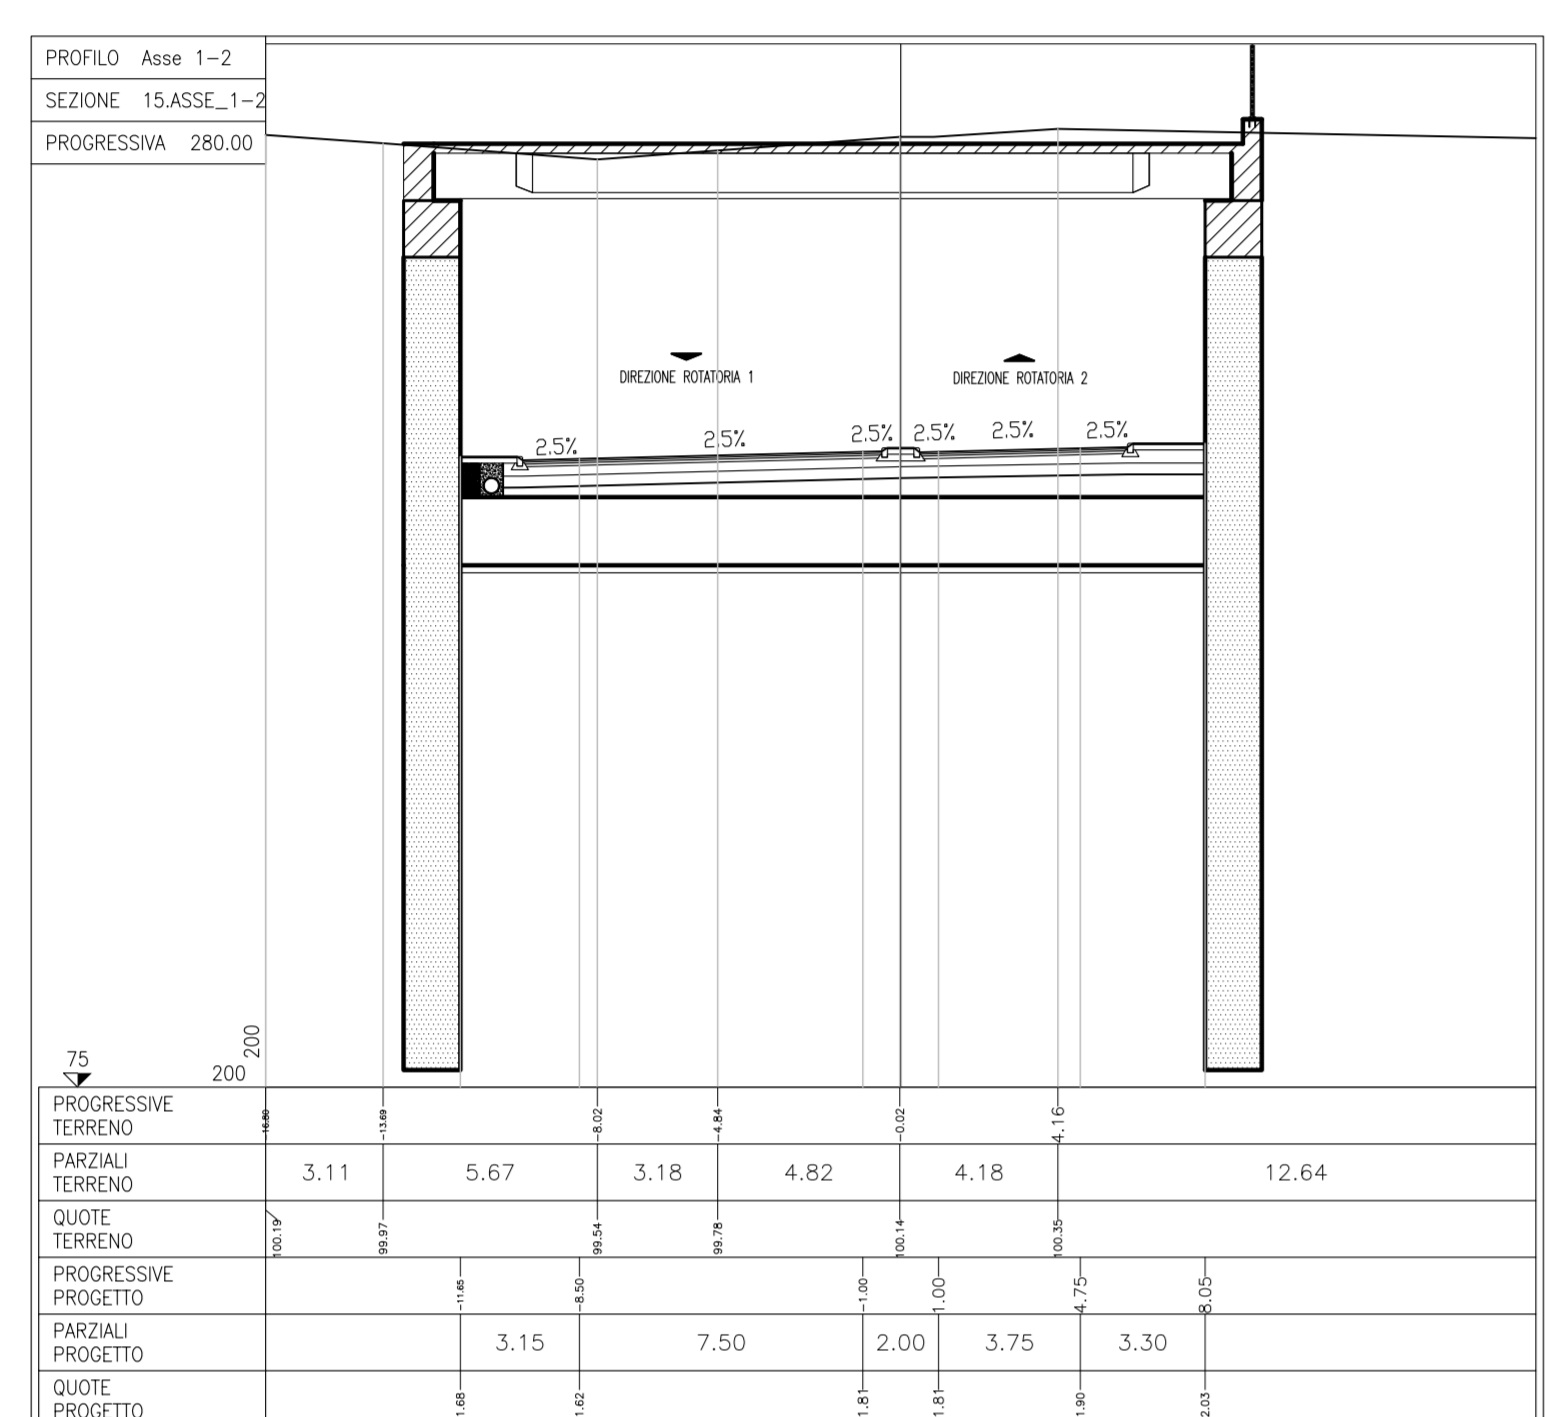 PROFILO Asse 1-2
SEZIONE 15.ASSE_1-2
PROGRESSIVA 280.00
DIREZIONE ROTATORIA 1
DIREZIONE ROTATORIA 2
2.5% 2.5% 2.5% 2.5% 2.5% 2.5%
75
200
200
PROGRESSIVE
TERRENO
-16.80 -13.69 -8.02 -4.84 -0.02 4.16
PARZIALI
TERRENO
3.11 5.67 3.18 4.82 4.18 12.64
QUOTE
TERRENO
100.19 99.97 99.54 99.78 100.14 100.35
PROGRESSIVE
PROGETTO
-11.65 -8.50 -1.00 1.00 4.75 8.05
PARZIALI
PROGETTO
3.15 7.50 2.00 3.75 3.30
QUOTE
PROGETTO
1.68 1.62 1.81 1.81 1.90 2.03